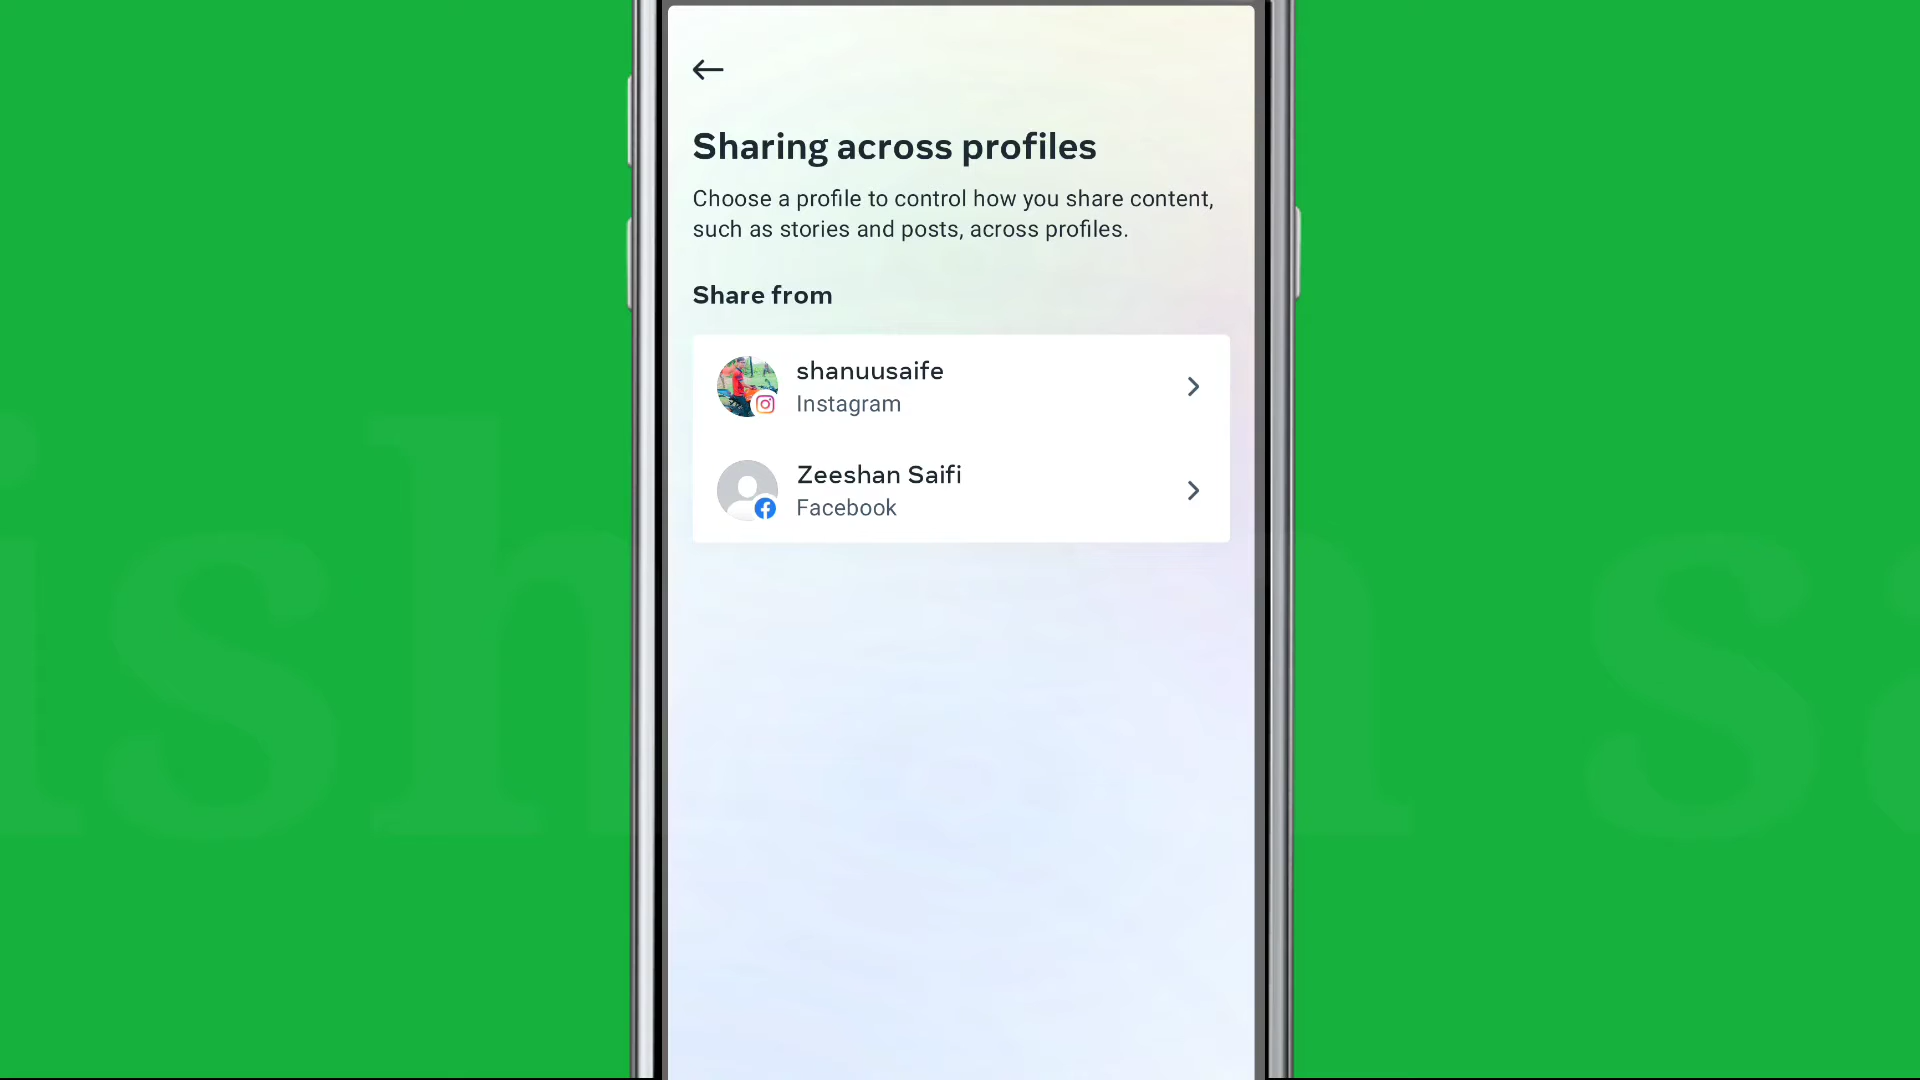 Sharing across profiles
Choose a profile to control how you share content,
such as stories and posts, across profiles.
Share from
shanuusaife
Instagram
Zeeshan Saifi
Facebook